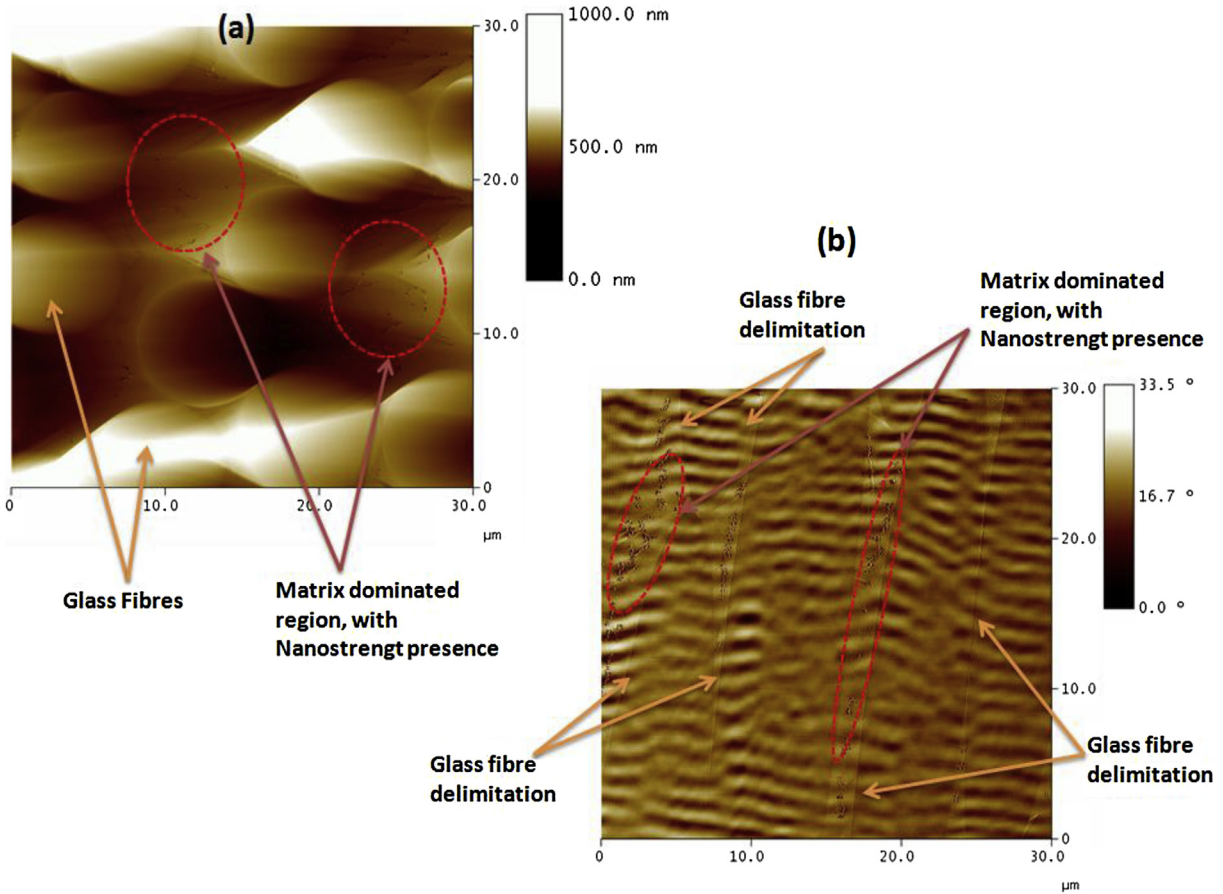 (a)
1000.0 nm
500.0 nm
0.0 nm
30.0
20.0
10.0
0
0
10.0
20.0
30.0
µm
Glass Fibres
Matrix dominated
region, with
Nanostrengt presence
(b)
Glass fibre
delimitation
Matrix dominated
region, with
Nanostrengt presence
33.5 °
16.7 °
0.0 °
30.0
20.0
10.0
0
0
10.0
20.0
30.0
µm
Glass fibre
delimitation
Glass fibre
delimitation